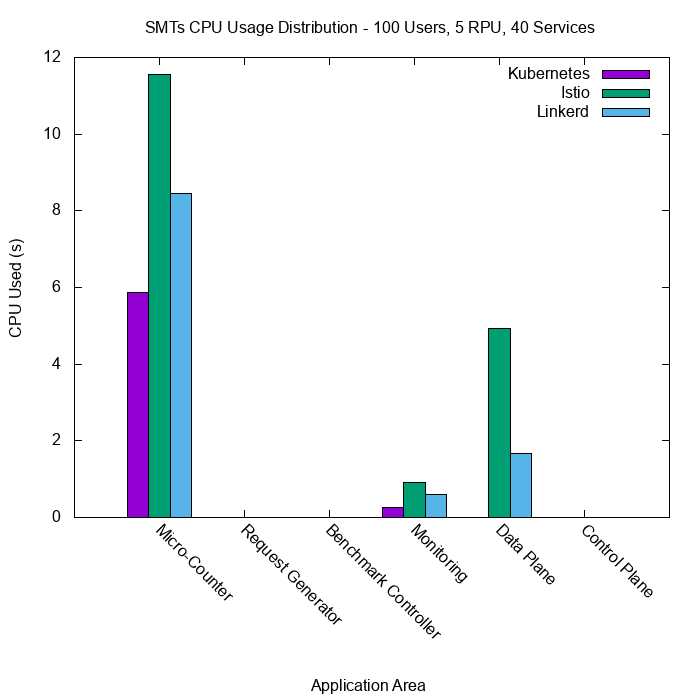 SMTs CPU Usage Distribution - 100 Users, 5 RPU, 40 Services
Kubernetes
Istio
Linkerd
CPU Used (s)
12
10
8
6
4
2
0
Micro-Counter
Request Generator
Benchmark Controller
Monitoring
Data Plane
Control Plane
Application Area